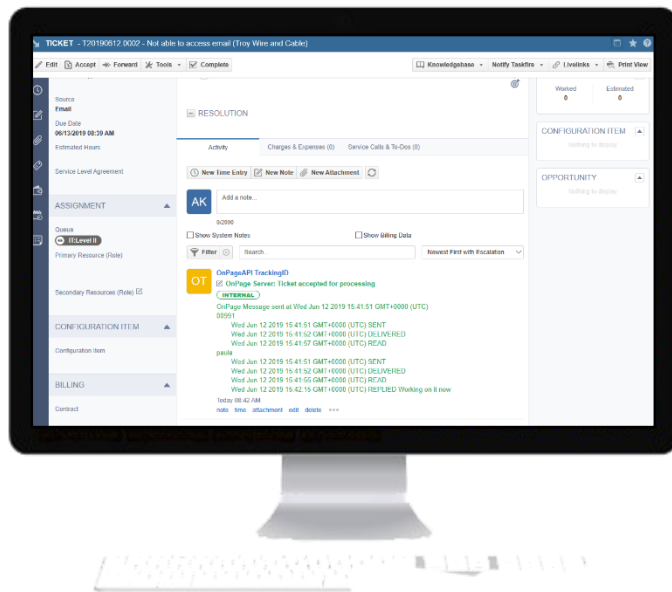 TICKET - T20190612.0002 - Not able to access email (Troy Wire and Cable)
Edit Accept Forward Tools Complete
Knowledgebase Notify Taskfire Livelinks Print View
Source
Email
Due Date
06/13/2019 08:39 AM
Estimated Hours
Service Level Agreement
ASSIGNMENT
Queue
IT:Level II
Primary Resource (Role)
Secondary Resources (Role)
CONFIGURATION ITEM
Configuration Item
BILLING
Contract
RESOLUTION
Activity Charges & Expenses (0) Service Calls & To-Dos (0)
New Time Entry New Note New Attachment
AK
Add a note...
0/2000
Show System Notes Show Billing Data
Filter Search... Newest First with Escalation
OT
OnPageAPI TrackingID
OnPage Server: Ticket accepted for processing
INTERNAL
OnPage Message sent at Wed Jun 12 2019 15:41:51 GMT+0000 (UTC)
00991
Wed Jun 12 2019 15:41:51 GMT+0000 (UTC) SENT
Wed Jun 12 2019 15:41:52 GMT+0000 (UTC) DELIVERED
Wed Jun 12 2019 15:41:57 GMT+0000 (UTC) READ
paula
Wed Jun 12 2019 15:41:51 GMT+0000 (UTC) SENT
Wed Jun 12 2019 15:41:52 GMT+0000 (UTC) DELIVERED
Wed Jun 12 2019 15:41:55 GMT+0000 (UTC) READ
Wed Jun 12 2019 15:42:15 GMT+0000 (UTC) REPLIED Working on it now
Today 08:42 AM
note time attachment edit delete
Worked Estimated
0 0
CONFIGURATION ITEM
Nothing to display
OPPORTUNITY
Nothing to display